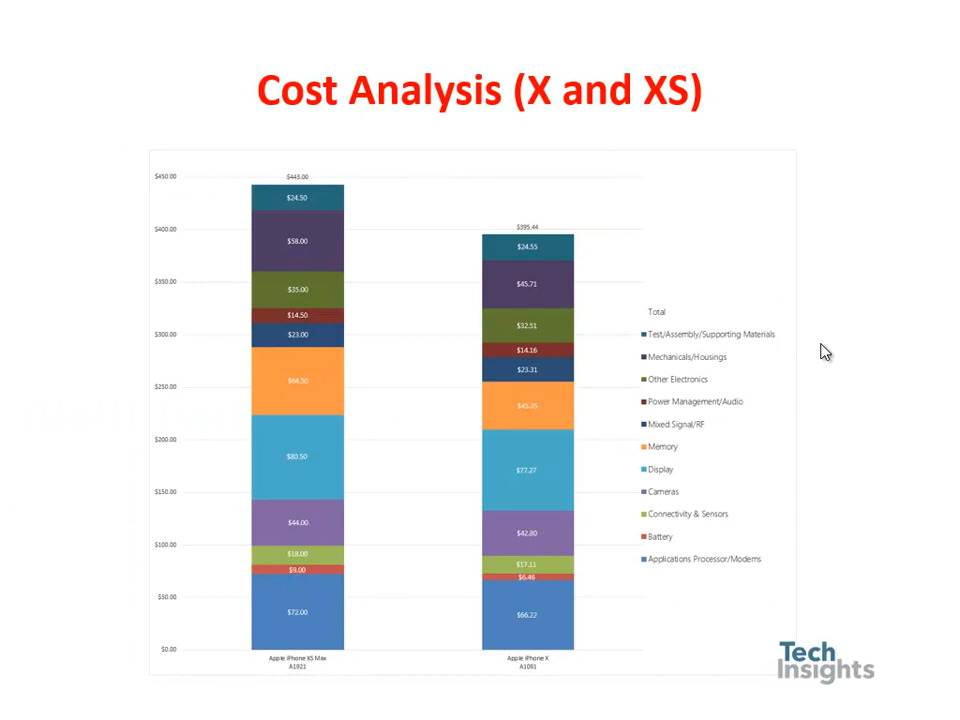 Cost Analysis (X and XS)
$450.00
$400.00
$350.00
$300.00
$250.00
$200.00
$150.00
$100.00
$50.00
$0.00
$443.00
$24.50
$58.00
$35.00
$14.50
$23.00
$64.50
$80.50
$44.00
$18.00
$9.00
$72.00
Apple iPhone XS Max
A1921
$395.44
$24.55
$45.71
$32.51
$14.16
$23.31
$45.35
$77.27
$42.80
$17.11
$6.46
$66.22
Apple iPhone X
Total
Test/Assembly/Supporting Materials
Mechanicals/Housings
Other Electronics
Power Management/Audio
Mixed Signal/RF
Memory
Display
Cameras
Connectivity & Sensors
Battery
Applications Processor/Modems
Tech
Insights